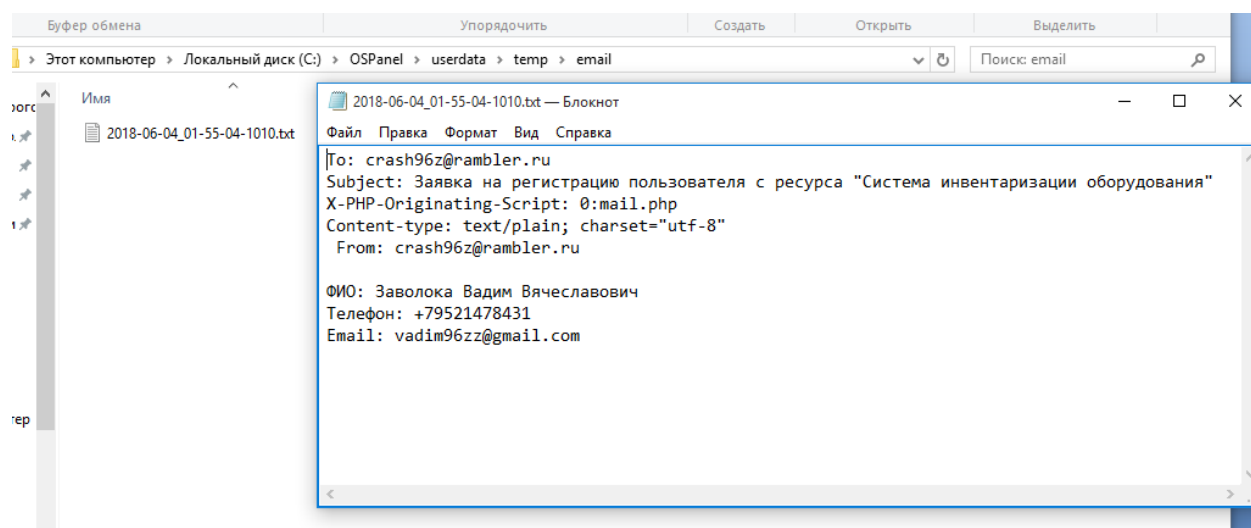 Буфер обмена Упорядочить Создать Открыть Выделить
Этот компьютер › Локальный диск (C:) › OSPanel › userdata › temp › email
Поиск: email
Имя
2018-06-04_01-55-04-1010.txt
2018-06-04_01-55-04-1010.txt — Блокнот
Файл Правка Формат Вид Справка
To: crash96z@rambler.ru
Subject: Заявка на регистрацию пользователя с ресурса "Система инвентаризации оборудования"
X-PHP-Originating-Script: 0:mail.php
Content-type: text/plain; charset="utf-8"
From: crash96z@rambler.ru
ФИО: Заволока Вадим Вячеславович
Телефон: +79521478431
Email: vadim96zz@gmail.com